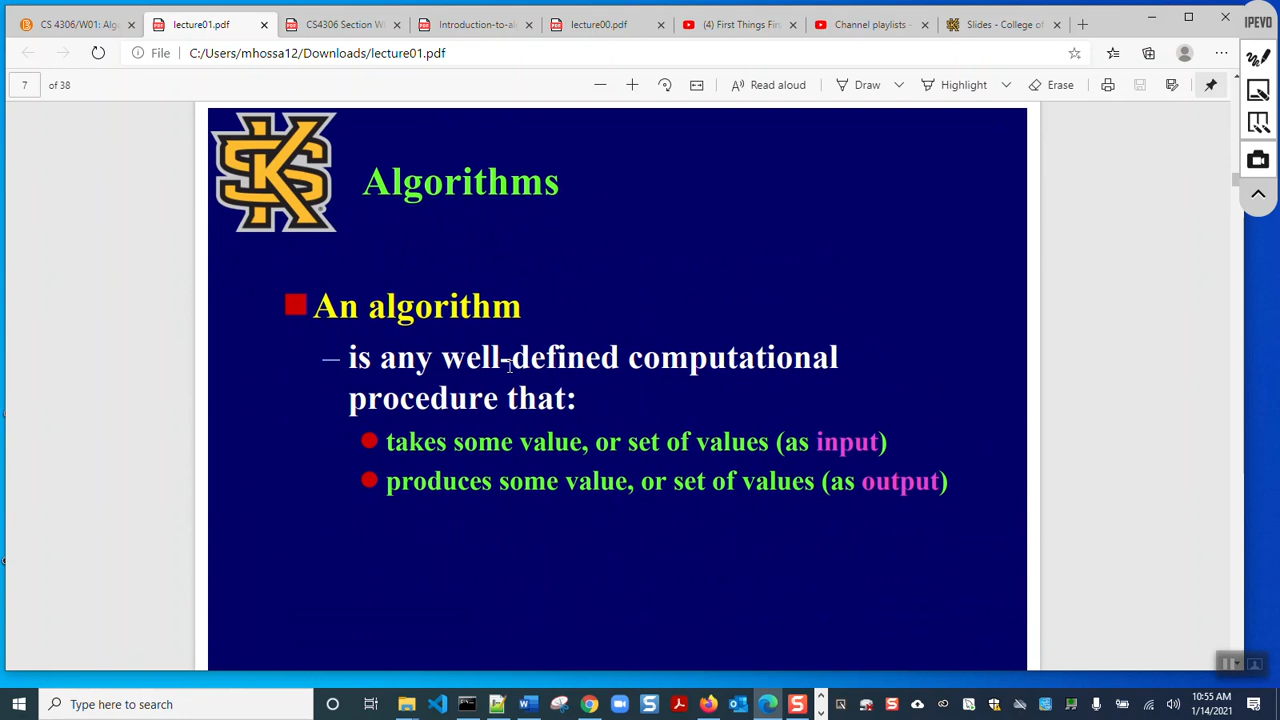 CS 4306/W01: Alg
lecture01.pdf
CS4306 Section W
Introduction-to-al
lecture00.pdf
(4) First Things Fir
Channel playlists -
Slides - College of
IPEVO
File
C:/Users/mhossa12/Downloads/lecture01.pdf
7 of 38
Read aloud
Draw
Highlight
Erase
KS
Algorithms
An algorithm
– is any well-defined computational
procedure that:
takes some value, or set of values (as input)
produces some value, or set of values (as output)
Type here to search
10:55 AM
1/14/2021